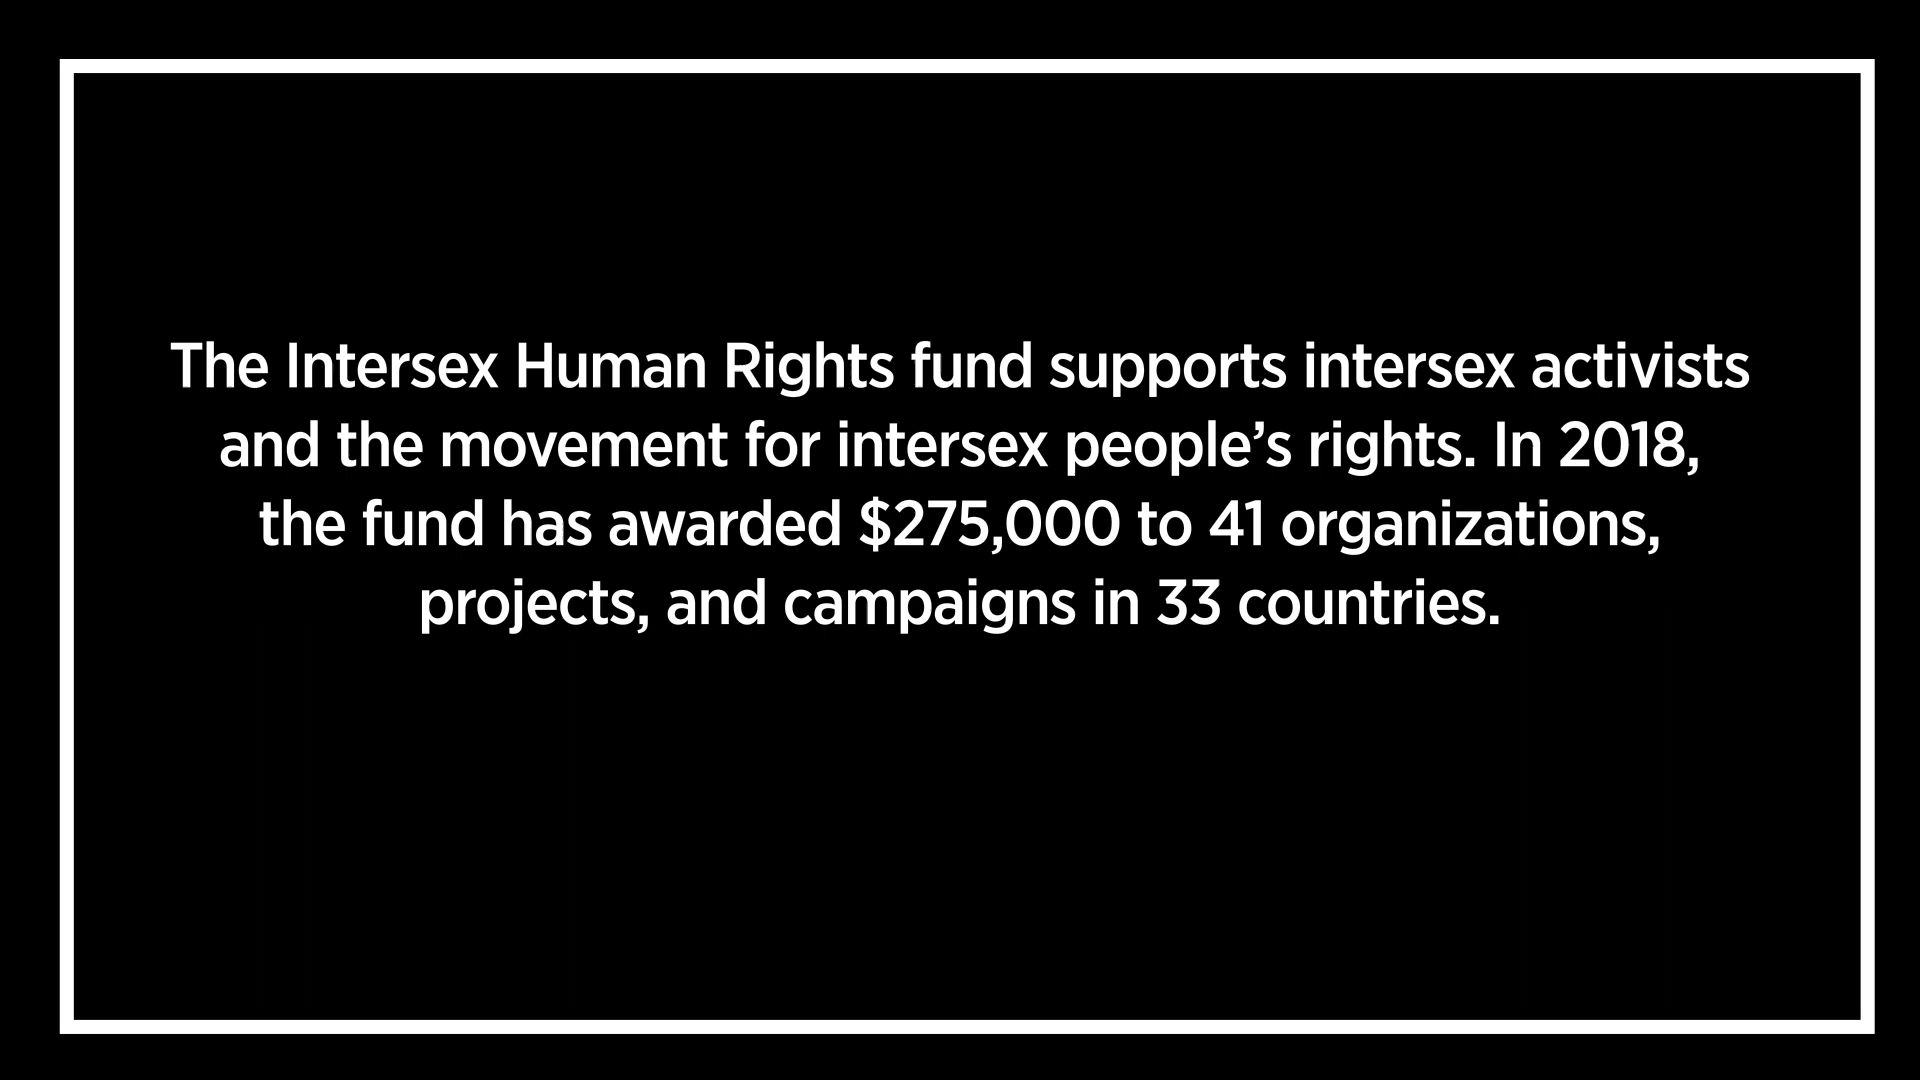 The Intersex Human Rights fund supports intersex activists
and the movement for intersex people’s rights. In 2018,
the fund has awarded $275,000 to 41 organizations,
projects, and campaigns in 33 countries.